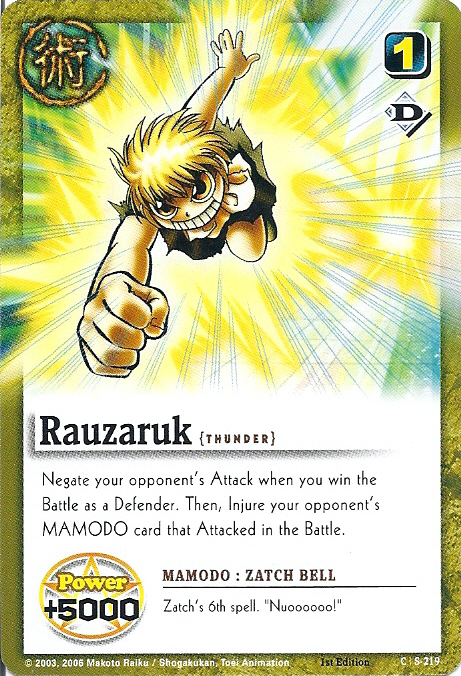 術
1
D
Rauzaruk {THUNDER}
Negate your opponent's Attack when you win the
Battle as a Defender. Then, Injure your opponent's
MAMODO card that Attacked in the Battle.
Power
+5000
MAMODO : ZATCH BELL
Zatch's 6th spell. "Nuoooooo!"
© 2003, 2006 Makoto Raiku / Shogakukan, Toei Animation 1st Edition C | S-219